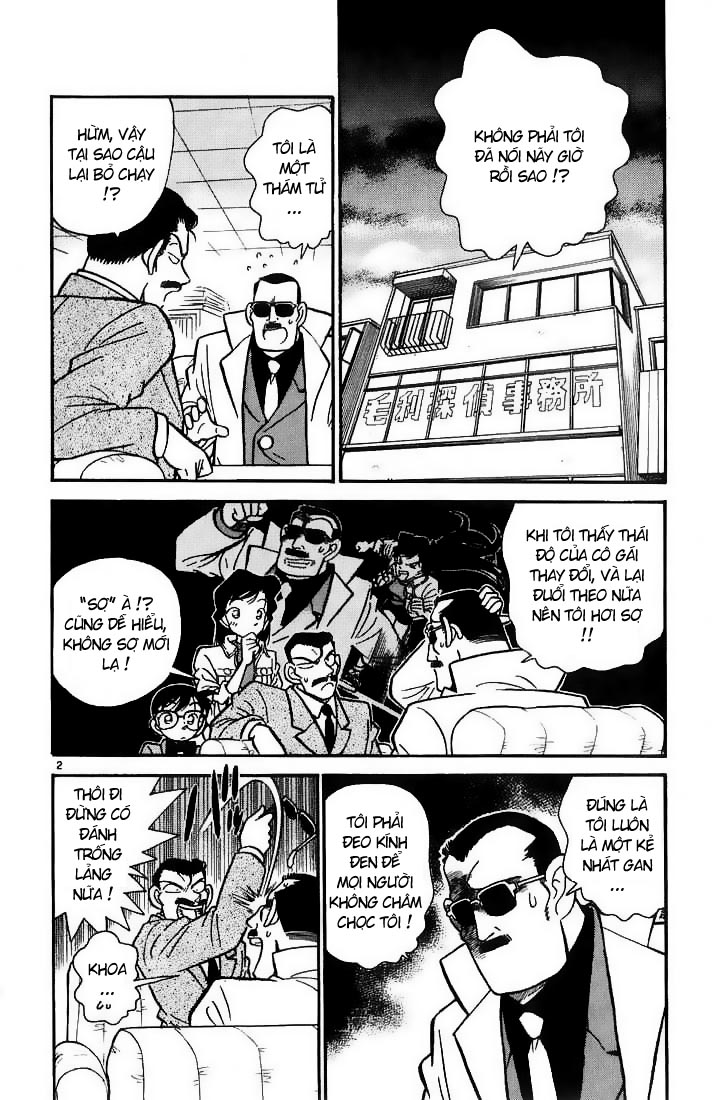 KHÔNG PHẢI TÔI
ĐÃ NÓI NÃY GIỜ
RỒI SAO !?
毛利探偵事務所
TÔI LÀ
MỘT
THÁM TỬ
...
HỪM, VẬY
TẠI SAO CẬU
LẠI BỎ CHẠY
!?
KHI TÔI THẤY THÁI
ĐỘ CỦA CÔ GÁI
THAY ĐỔI, VÀ LẠI
ĐUỔI THEO NỮA
NÊN TÔI HƠI SỢ
!!
"SỢ" À !?
CŨNG DỄ HIỂU,
KHÔNG SỢ MỚI
LẠ !
2
ĐÚNG LÀ
TÔI LUÔN LÀ
MỘT KẺ
NHÁT GAN
...
TÔI PHẢI
ĐEO KÍNH
ĐEN ĐỂ
MỌI NGƯỜI
KHÔNG CHÂM
CHỌC TÔI !
THÔI ĐI
ĐỪNG CÓ
ĐÁNH
TRỐNG
LẢNG
NỮA !
KHOA
...